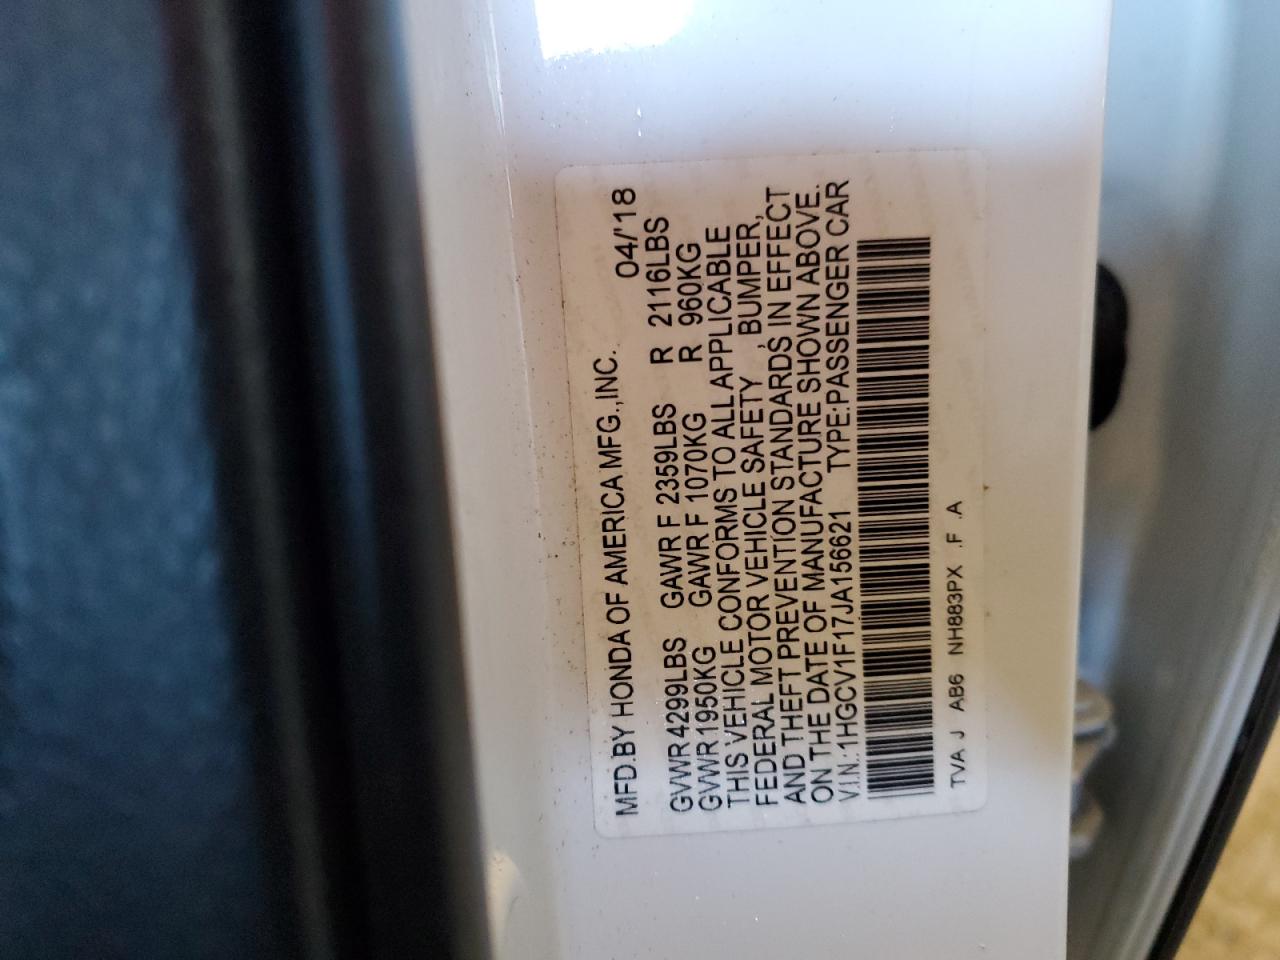 MFD.BY HONDA OF AMERICA MFG.,INC. 04/'18
GVWR 4299LBS GAWR F 2359LBS R 2116LBS
GVWR 1950KG GAWR F 1070KG R 960KG
THIS VEHICLE CONFORMS TO ALL APPLICABLE
FEDERAL MOTOR VEHICLE SAFETY , BUMPER,
AND THEFT PREVENTION STANDARDS IN EFFECT
ON THE DATE OF MANUFACTURE SHOWN ABOVE.
V.I.N.:1HGCV1F17JA156621 TYPE:PASSENGER CAR
TVA J AB6 NH883PX .F .A